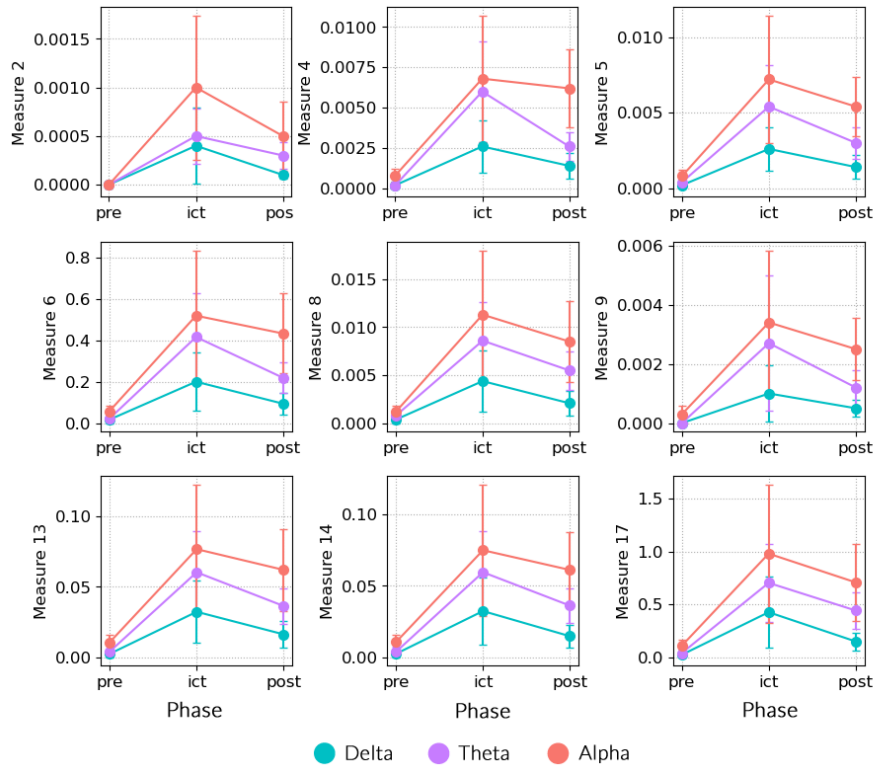 Measure 2
0.0015
0.0010
0.0005
0.0000
pre ict pos
Measure 4
0.0100
0.0075
0.0050
0.0025
0.0000
pre ict post
Measure 5
0.010
0.005
0.000
pre ict post
Measure 6
0.8
0.6
0.4
0.2
0.0
pre ict post
Measure 8
0.015
0.010
0.005
0.000
pre ict post
Measure 9
0.006
0.004
0.002
0.000
pre ict post
Measure 13
0.10
0.05
0.00
pre ict post
Phase
Measure 14
0.10
0.05
0.00
pre ict post
Phase
Measure 17
1.5
1.0
0.5
0.0
pre ict post
Phase
Delta Theta Alpha